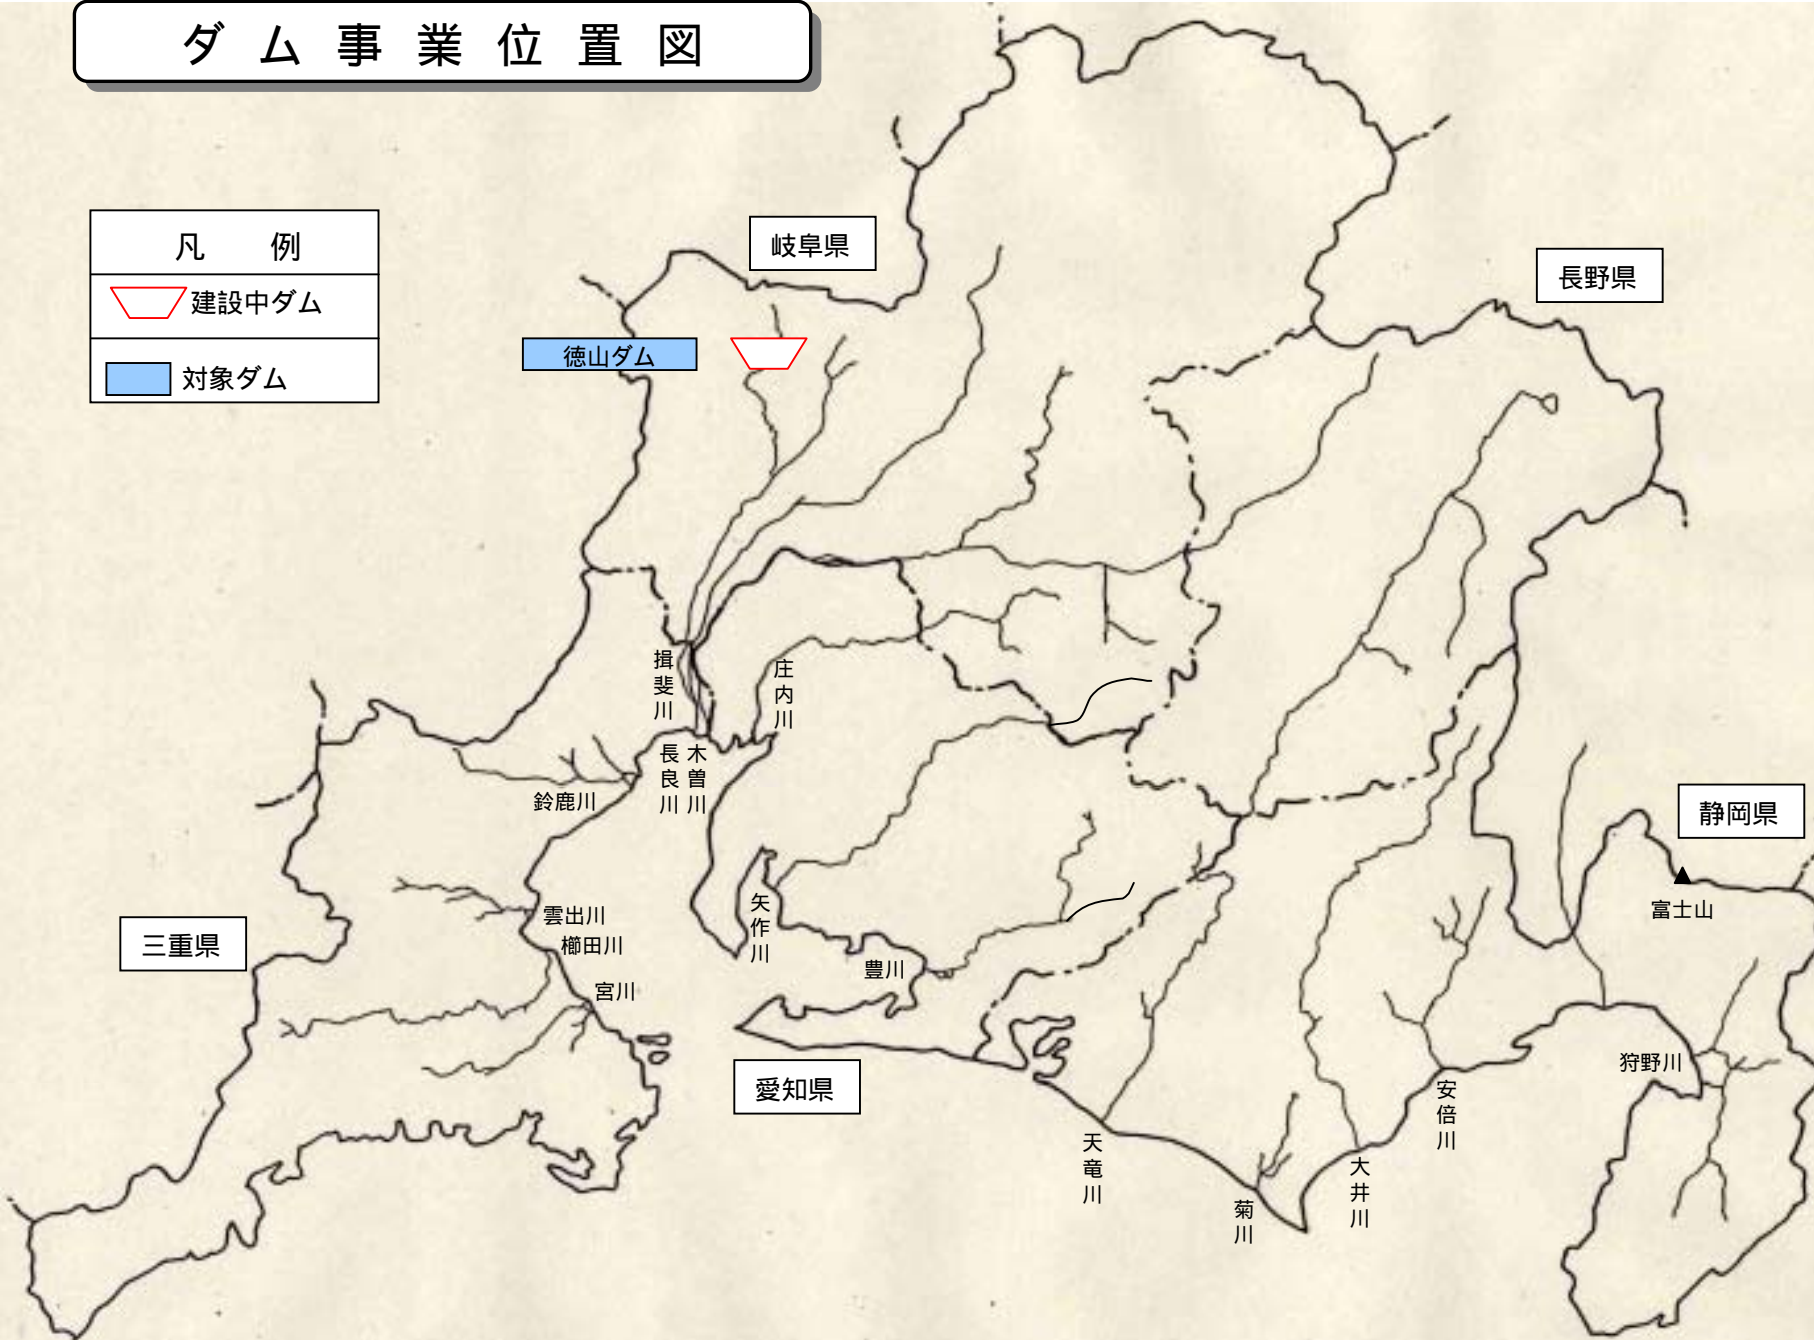 ダム事業位置図
凡 例
建設中ダム
対象ダム
岐阜県
長野県
徳山ダム
揖斐川
庄内川
長良川
木曽川
鈴鹿川
静岡県
富士山
矢作川
雲出川
櫛田川
三重県
豊川
宮川
愛知県
狩野川
安倍川
天竜川
大井川
菊川